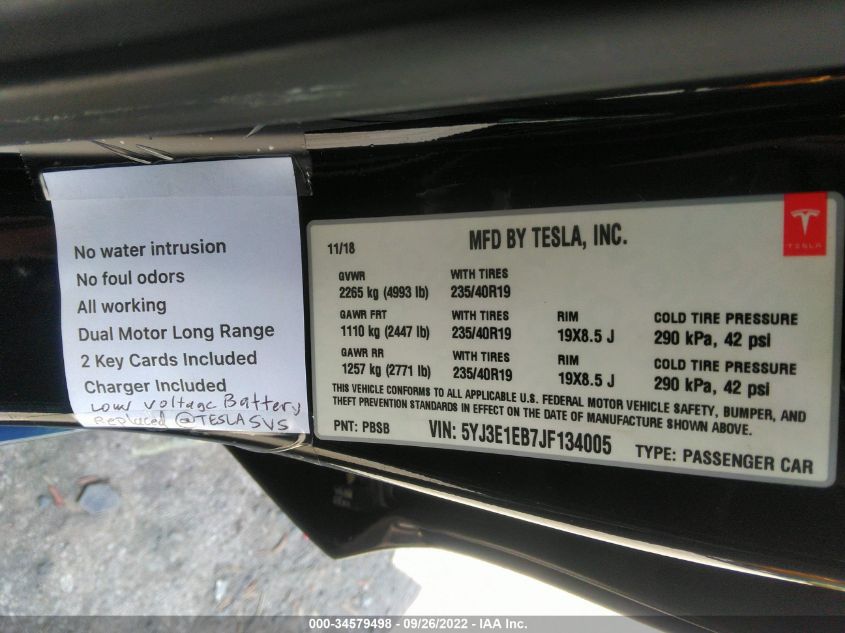 No water intrusion
No foul odors
All working
Dual Motor Long Range
2 Key Cards Included
Charger Included
Low voltage Battery
Replaced @TESLA SVS
11/18
MFD BY TESLA, INC.
TESLA
GVWR WITH TIRES
2265 kg (4993 lb) 235/40R19
GAWR FRT WITH TIRES RIM COLD TIRE PRESSURE
1110 kg (2447 lb) 235/40R19 19X8.5 J 290 kPa, 42 psi
GAWR RR WITH TIRES RIM COLD TIRE PRESSURE
1257 kg (2771 lb) 235/40R19 19X8.5 J 290 kPa, 42 psi
THIS VEHICLE CONFORMS TO ALL APPLICABLE U.S. FEDERAL MOTOR VEHICLE SAFETY, BUMPER, AND
THEFT PREVENTION STANDARDS IN EFFECT ON THE DATE OF MANUFACTURE SHOWN ABOVE.
PNT: PBSB VIN: 5YJ3E1EB7JF134005 TYPE: PASSENGER CAR
000-34579498 - 09/26/2022 - IAA Inc.